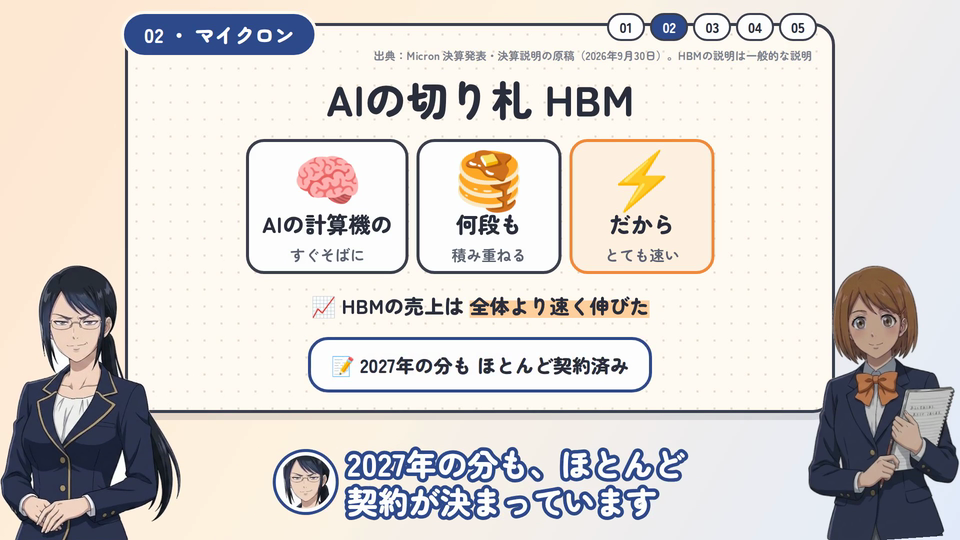 02 ・ マイクロン
01 02 03 04 05
出典：Micron 決算発表・決算説明の原稿（2026年9月30日）。HBMの説明は一般的な説明
AIの切り札 HBM
AIの計算機の
すぐそばに
何段も
積み重ねる
だから
とても速い
HBMの売上は 全体より速く伸びた
2027年の分も ほとんど契約済み
2027年の分も、ほとんど
契約が決まっています